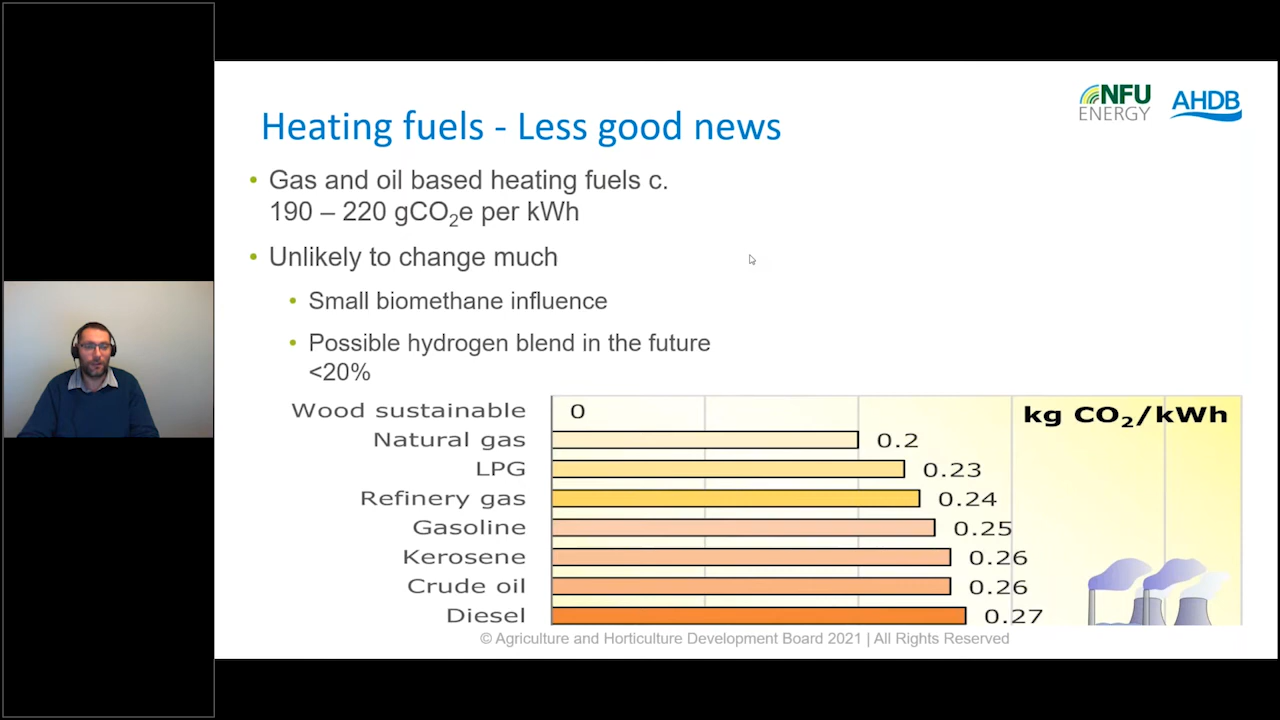 NFU
ENERGY
AHDB
Heating fuels - Less good news
• Gas and oil based heating fuels c.
190 – 220 gCO₂e per kWh
• Unlikely to change much
• Small biomethane influence
• Possible hydrogen blend in the future
<20%
kg CO₂/kWh
Wood sustainable 0
Natural gas 0.2
LPG 0.23
Refinery gas 0.24
Gasoline 0.25
Kerosene 0.26
Crude oil 0.26
Diesel 0.27
© Agriculture and Horticulture Development Board 2021 | All Rights Reserved